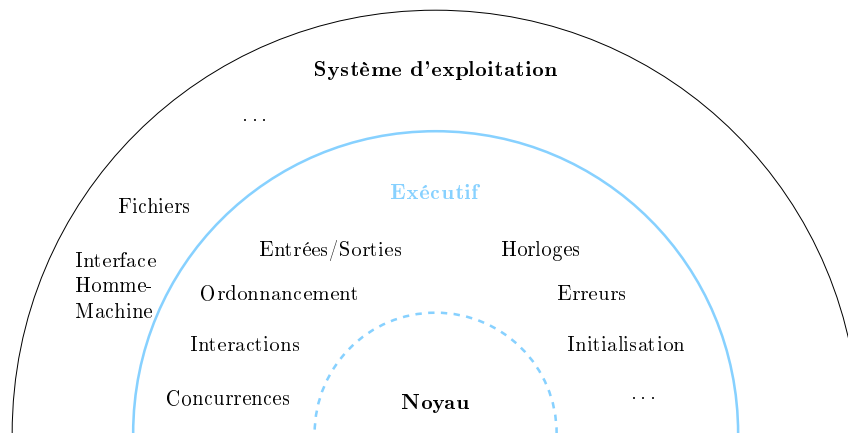 Système d'exploitation
...
Exécutif
Fichiers
Entrées/Sorties
Horloges
Interface
Homme-
Machine
Ordonnancement
Erreurs
Interactions
Initialisation
Concurrences
Noyau
...